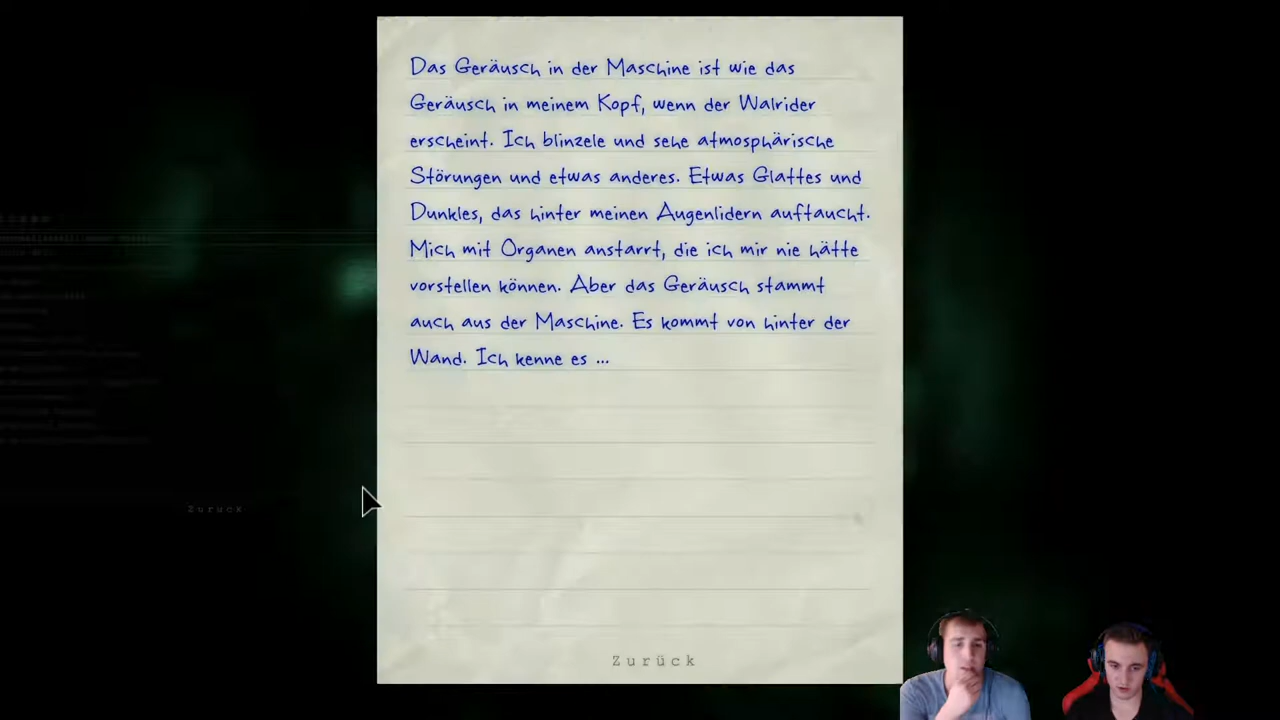 Das Geräusch in der Maschine ist wie das
Geräusch in meinem Kopf, wenn der Walrider
erscheint. Ich blinzele und sehe atmosphärische
Störungen und etwas anderes. Etwas Glattes und
Dunkles, das hinter meinen Augenlidern auftaucht.
Mich mit Organen anstarrt, die ich mir nie hätte
vorstellen können. Aber das Geräusch stammt
auch aus der Maschine. Es kommt von hinter der
Wand. Ich kenne es ...
Zurück
Zurück